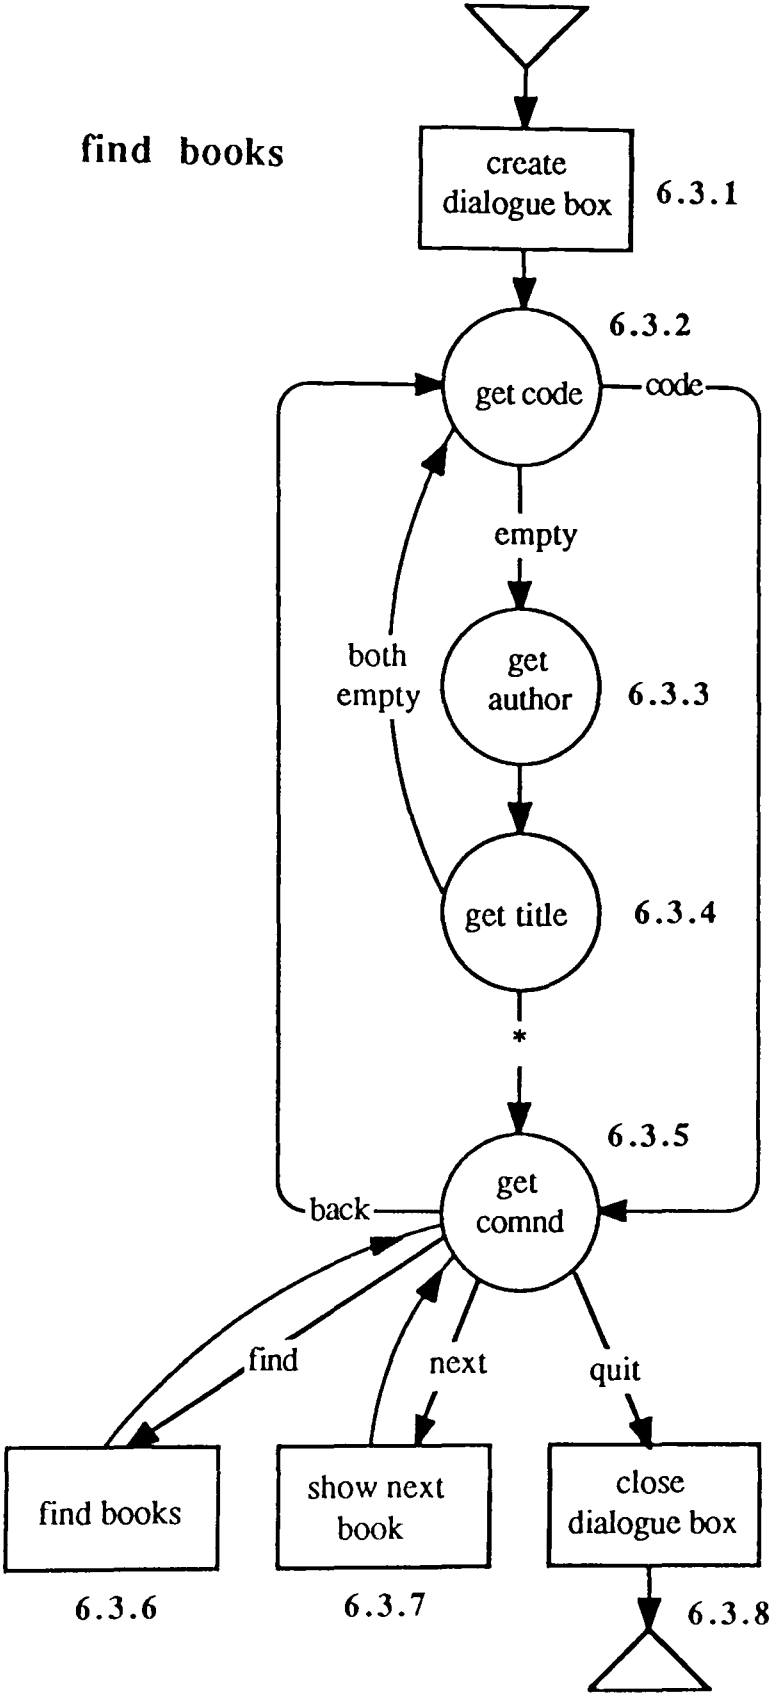 find books
create
dialogue box
6.3.1
6.3.2
get code
code
empty
both
empty
get
author
6.3.3
get title
6.3.4
*
6.3.5
get
comnd
back
find
next
quit
find books
show next
book
close
dialogue box
6.3.6
6.3.7
6.3.8